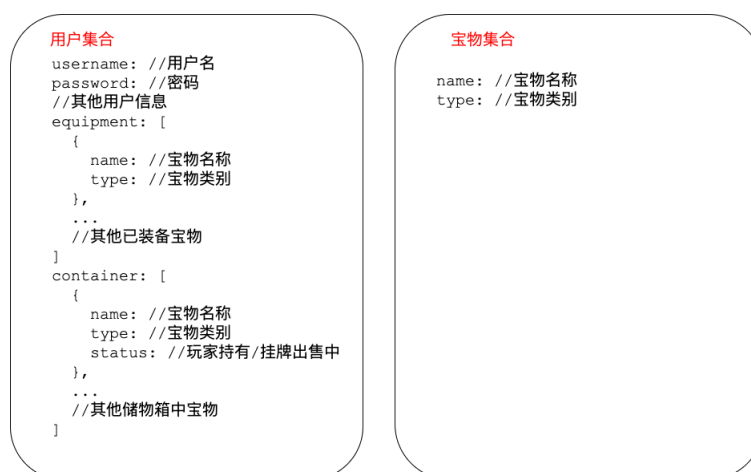 用户集合
username: //用户名
password: //密码
//其他用户信息
equipment: [
{
name: //宝物名称
type: //宝物类别
},
...
//其他已装备宝物
]
container: [
{
name: //宝物名称
type: //宝物类别
status: //玩家持有/挂牌出售中
},
...
//其他储物箱中宝物
]
宝物集合
name: //宝物名称
type: //宝物类别